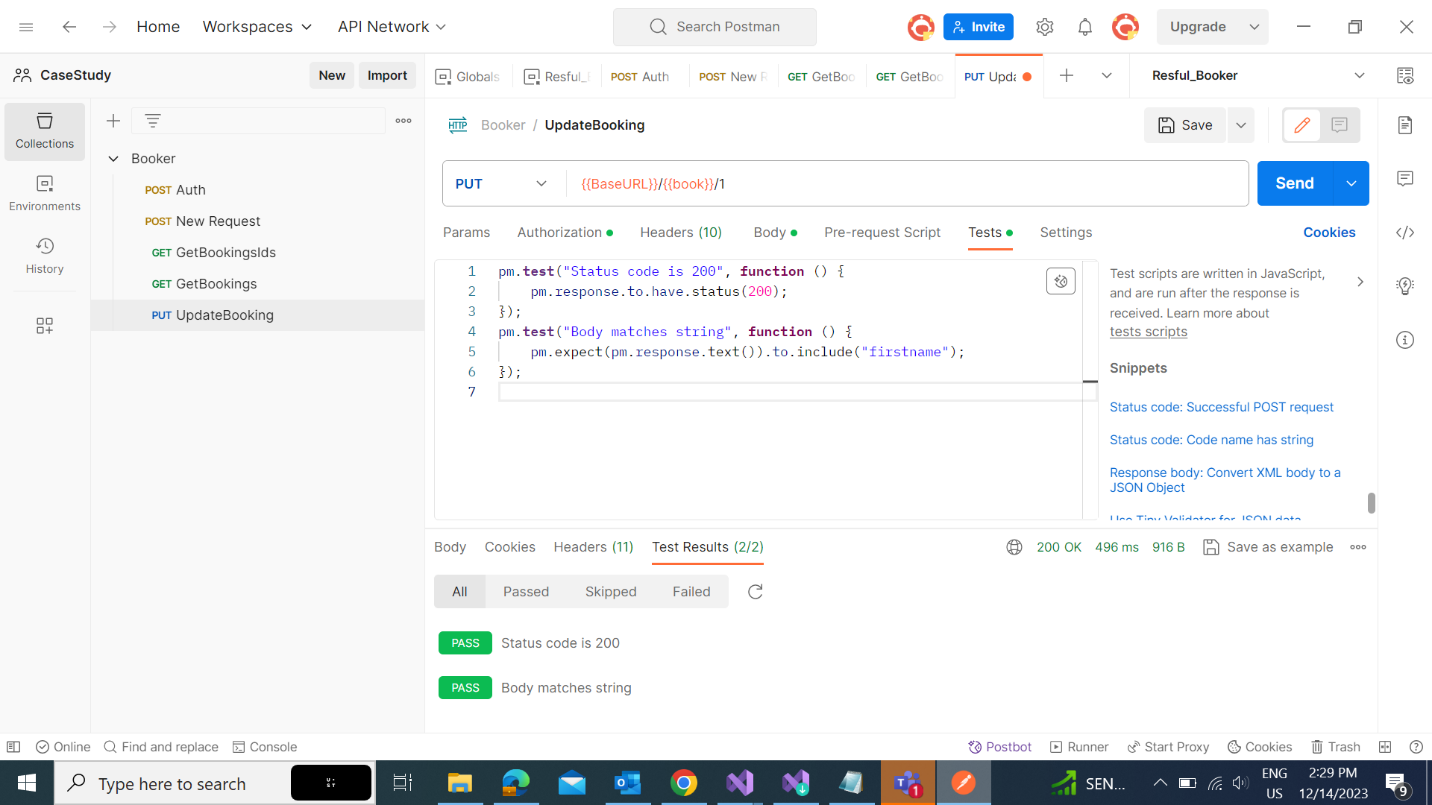 Home
Workspaces
API Network
Search Postman
Invite
Upgrade
CaseStudy
New
Import
Globals
Resful_
POST Auth
POST New R
GET GetBoo
GET GetBoo
PUT Upda
Resful_Booker
Collections
Environments
History
Booker
POST Auth
POST New Request
GET GetBookingsIds
GET GetBookings
PUT UpdateBooking
HTTP
Booker / UpdateBooking
Save
PUT
{{BaseURL}}/{{book}}/1
Send
Params
Authorization
Headers (10)
Body
Pre-request Script
Tests
Settings
Cookies
1 pm.test("Status code is 200", function () {
2 pm.response.to.have.status(200);
3 });
4 pm.test("Body matches string", function () {
5 pm.expect(pm.response.text()).to.include("firstname");
6 });
7
Test scripts are written in JavaScript,
and are run after the response is
received. Learn more about
tests scripts
Snippets
Status code: Successful POST request
Status code: Code name has string
Response body: Convert XML body to a
JSON Object
Use Tiny Validator for JSON data
Body
Cookies
Headers (11)
Test Results (2/2)
200 OK
496 ms
916 B
Save as example
All
Passed
Skipped
Failed
PASS Status code is 200
PASS Body matches string
Online
Find and replace
Console
Postbot
Runner
Start Proxy
Cookies
Trash
Type here to search
1
SEN...
ENG
US
2:29 PM
12/14/2023
9